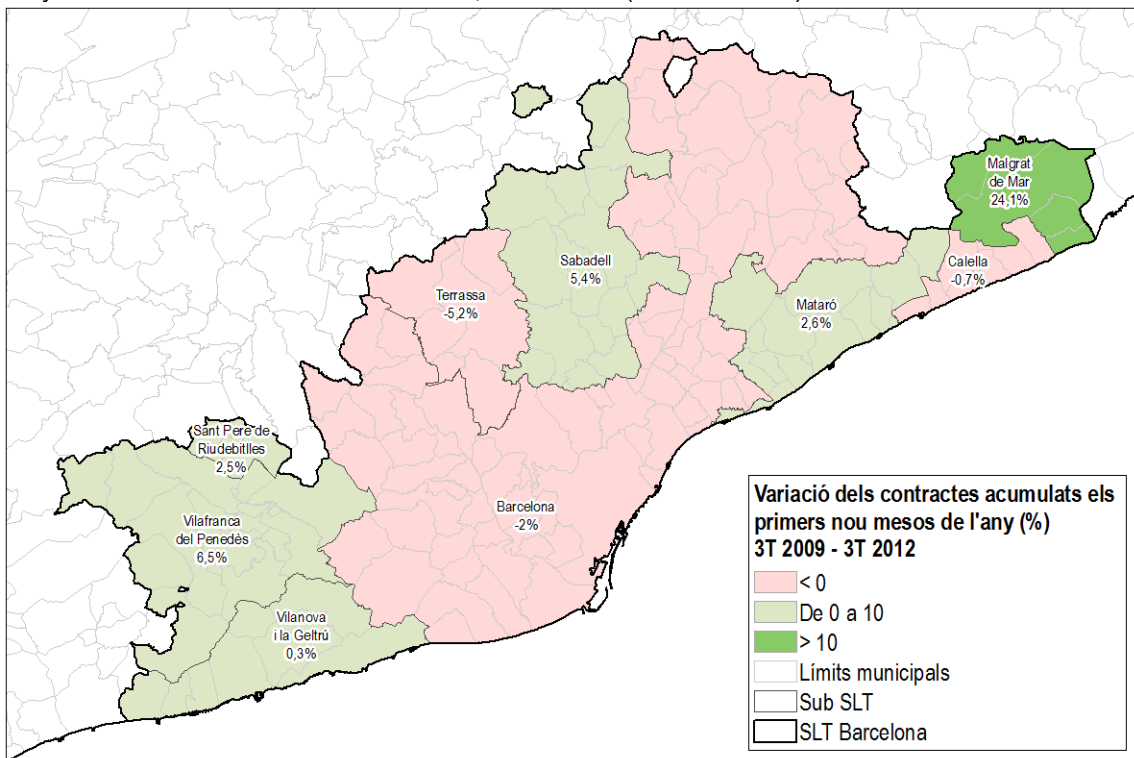 Malgrat
de Mar
24,1%
Calella
-0,7%
Sabadell
5,4%
Terrassa
-5,2%
Mataró
2,6%
Sant Pere de
Riudebitlles
2,5%
Vilafranca
del Penedès
6,5%
Barcelona
-2%
Vilanova
i la Geltrú
0,3%
Variació dels contractes acumulats els
primers nou mesos de l'any (%)
3T 2009 - 3T 2012
< 0
De 0 a 10
> 10
Límits municipals
Sub SLT
SLT Barcelona